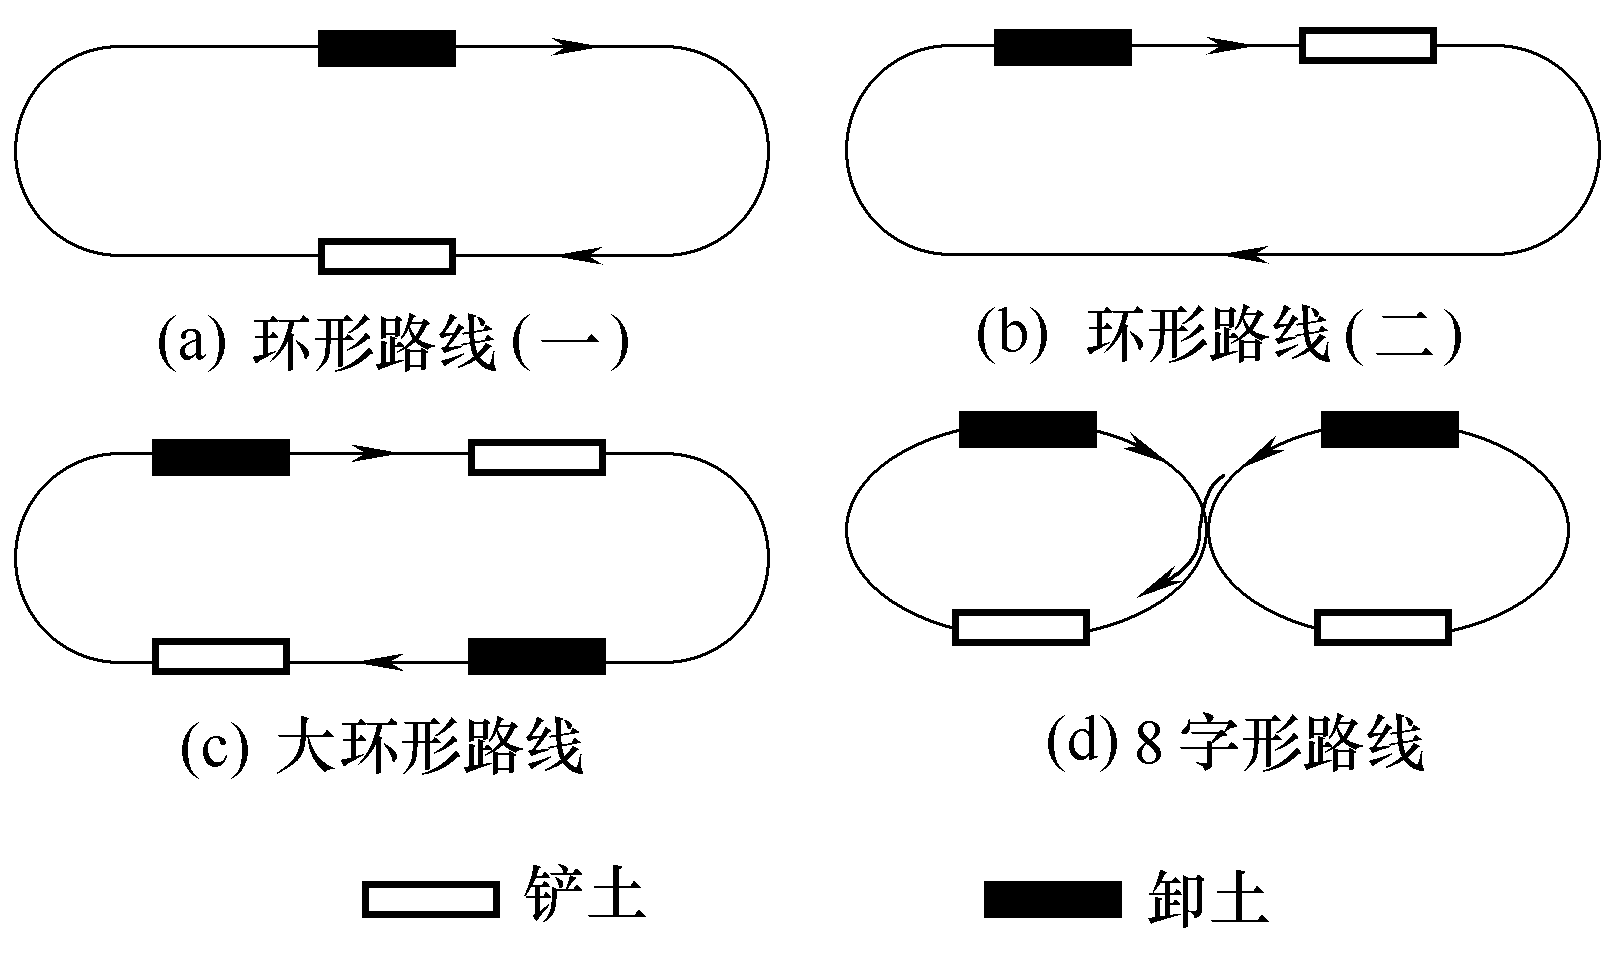 (a) 环形路线(一)
(b) 环形路线(二)
(c) 大环形路线
(d) 8字形路线
铲土
卸土